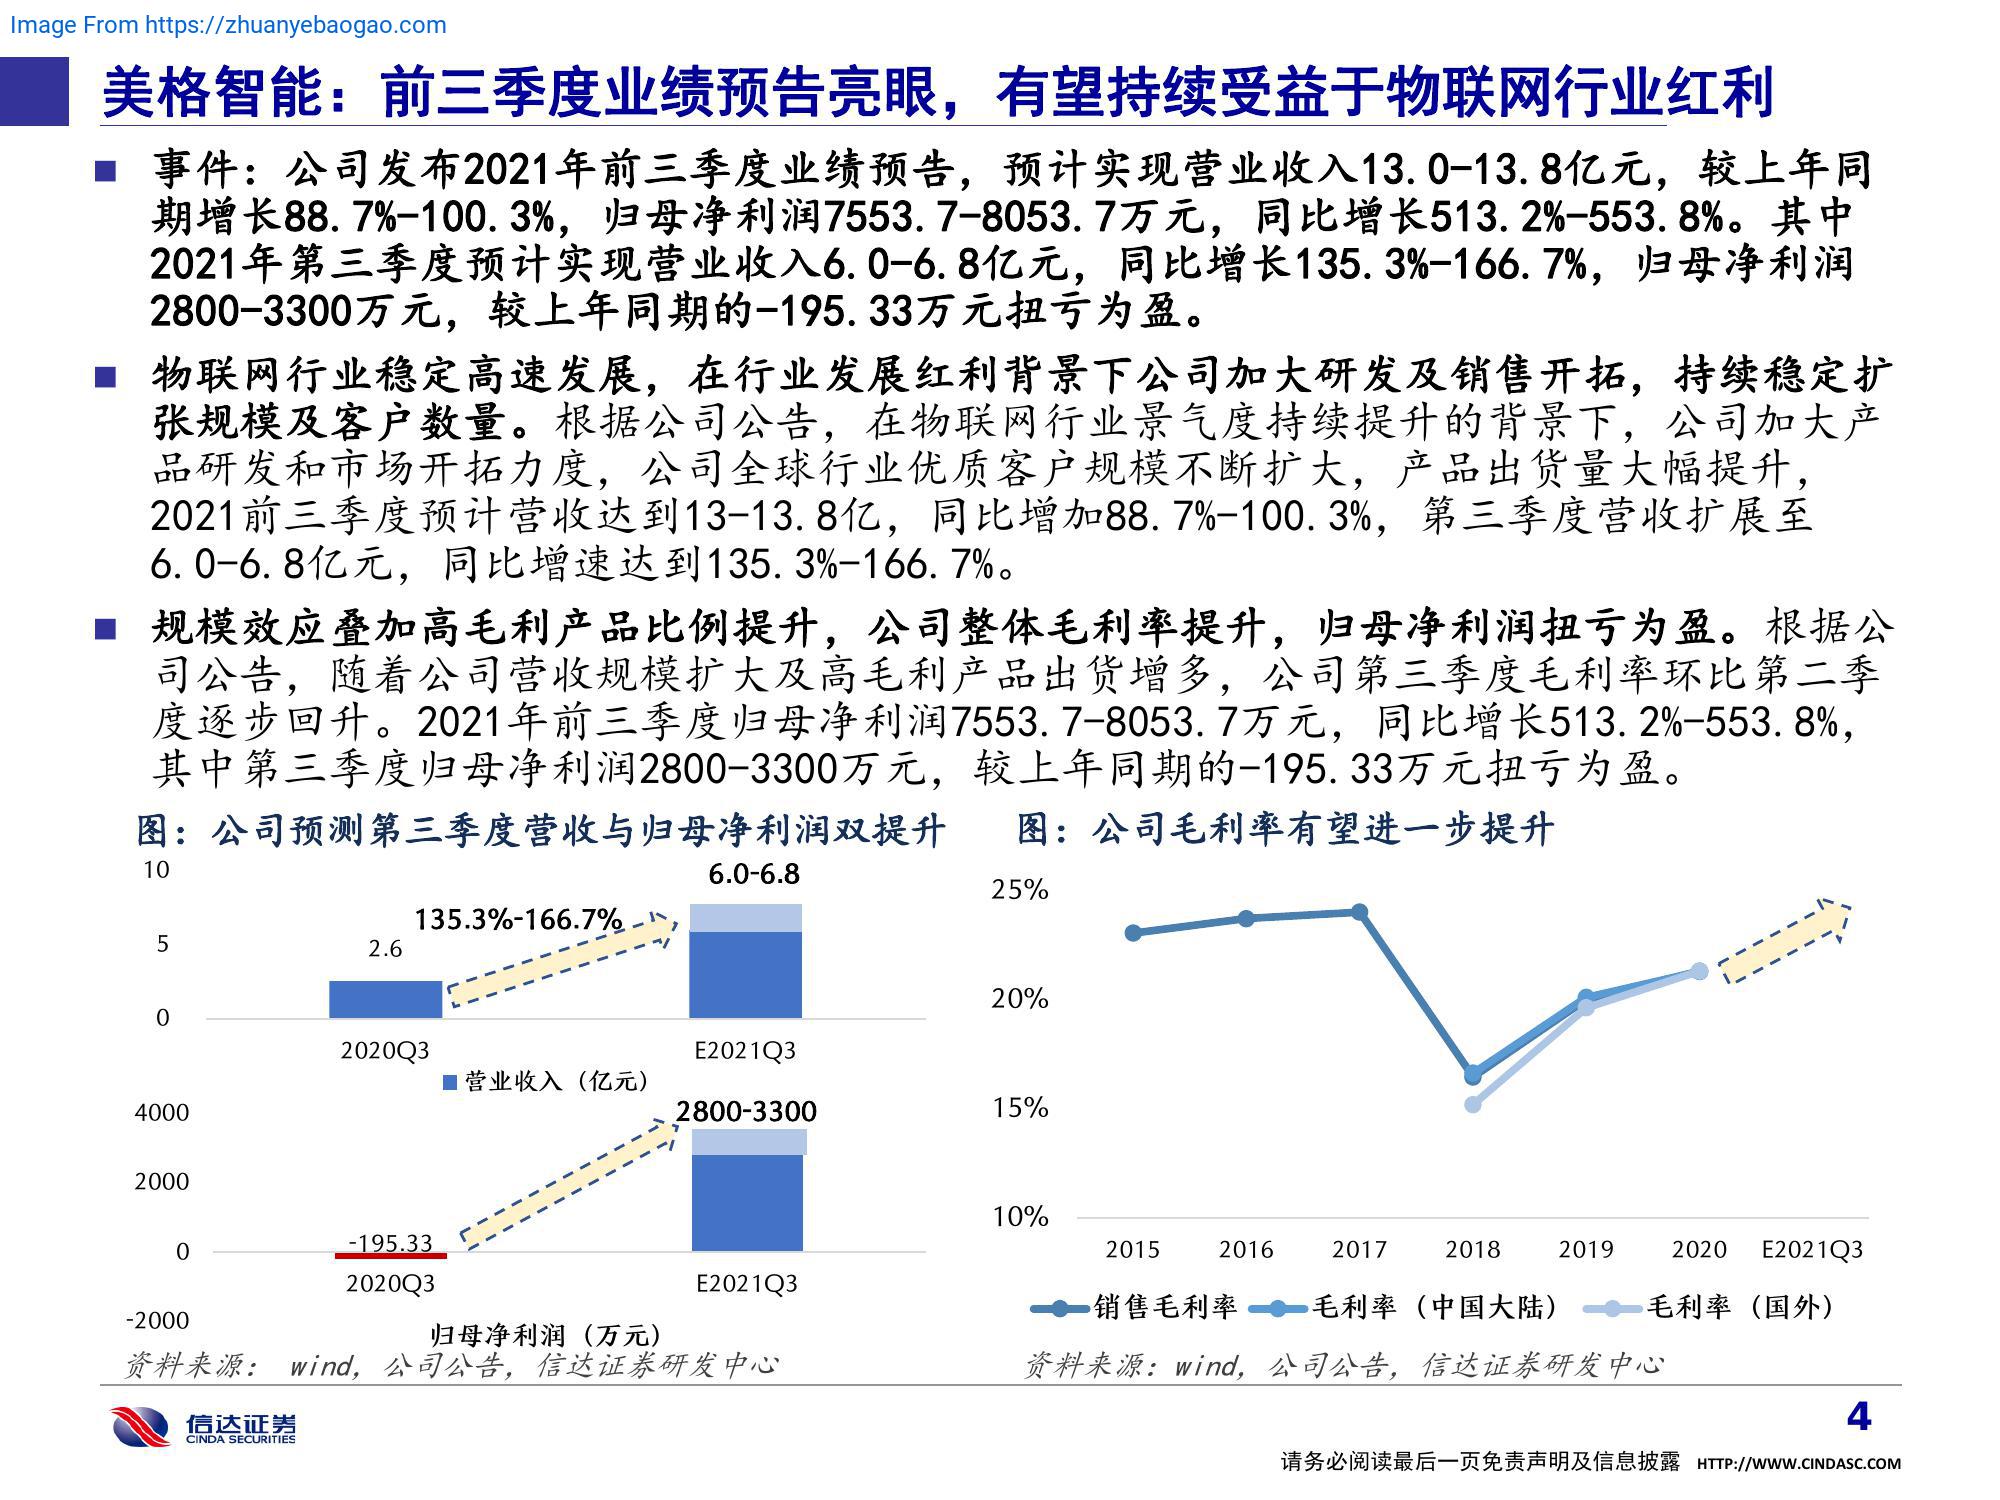 Image From https://zhuanyebaogao.com
美格智能：前三季度业绩预告亮眼，有望持续受益于物联网行业红利
事件：公司发布2021年前三季度业绩预告，预计实现营业收入13.0-13.8亿元，较上年同
期增长88.7%-100.3%，归母净利润7553.7-8053.7万元，同比增长513.2%-553.8%。其中
2021年第三季度预计实现营业收入6.0-6.8亿元，同比增长135.3%-166.7%，归母净利润
2800-3300万元，较上年同期的-195.33万元扭亏为盈。
物联网行业稳定高速发展，在行业发展红利背景下公司加大研发及销售开拓，持续稳定扩
张规模及客户数量。根据公司公告，在物联网行业景气度持续提升的背景下，公司加大产
品研发和市场开拓力度，公司全球行业优质客户规模不断扩大，产品出货量大幅提升，
2021前三季度预计营收达到13-13.8亿，同比增加88.7%-100.3%，第三季度营收扩展至
6.0-6.8亿元，同比增速达到135.3%-166.7%。
规模效应叠加高毛利产品比例提升，公司整体毛利率提升，归母净利润扭亏为盈。根据公
司公告，随着公司营收规模扩大及高毛利产品出货增多，公司第三季度毛利率环比第二季
度逐步回升。2021年前三季度归母净利润7553.7-8053.7万元，同比增长513.2%-553.8%，
其中第三季度归母净利润2800-3300万元，较上年同期的-195.33万元扭亏为盈。
图：公司预测第三季度营收与归母净利润双提升
10
5
0
2.6
135.3%-166.7%
6.0-6.8
2020Q3
E2021Q3
营业收入（亿元）
4000
2000
0
-2000
-195.33
2800-3300
2020Q3
E2021Q3
归母净利润（万元）
资料来源： wind，公司公告，信达证券研发中心
图：公司毛利率有望进一步提升
25%
20%
15%
10%
2015
2016
2017
2018
2019
2020
E2021Q3
销售毛利率
毛利率（中国大陆）
毛利率（国外）
资料来源：wind，公司公告，信达证券研发中心
信达证券
CINDA SECURITIES
4
请务必阅读最后一页免责声明及信息披露 HTTP://WWW.CINDASC.COM